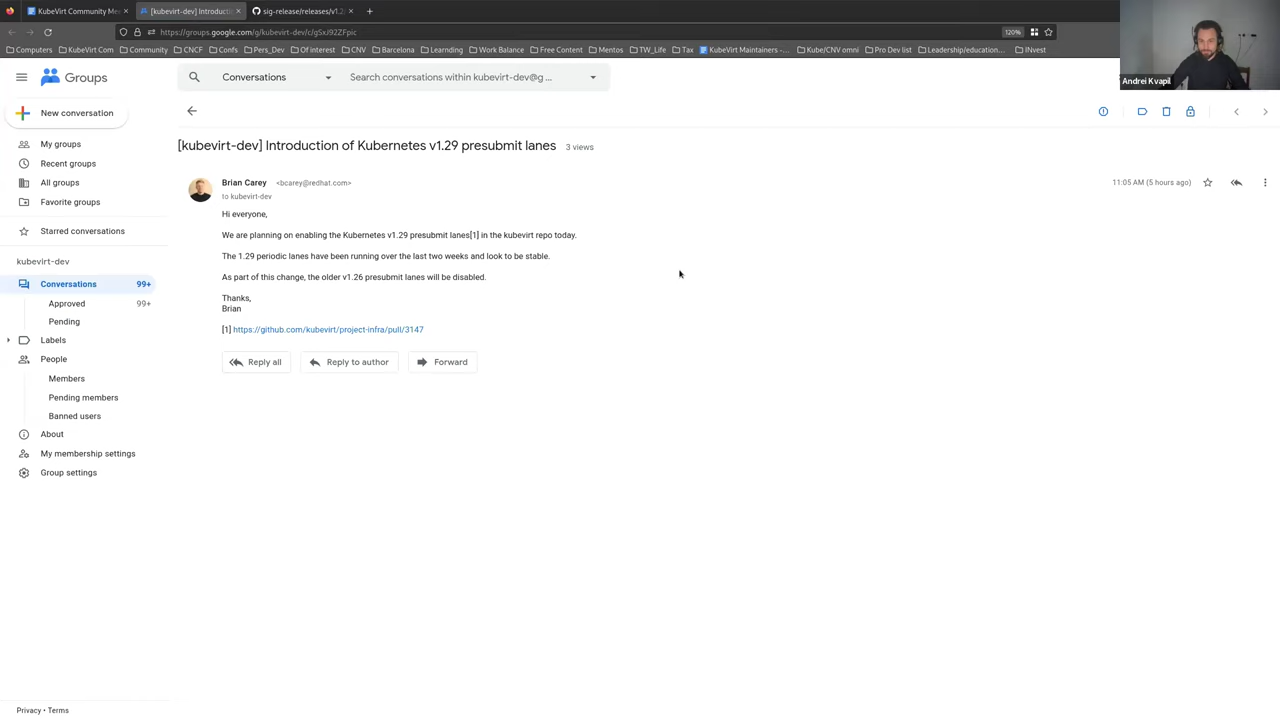 KubeVirt Community Me
[kubevirt-dev] Introducti
sig-release/releases/v1.2
https://groups.google.com/g/kubevirt-dev/c/gSxJ92ZFpic
120%
Computers
KubeVirt Com
Community
CNCF
Confs
Pers_Dev
Of interest
CNV
Barcelona
Learnding
Work Balance
Free Content
Mentos
TW_Life
Tax
KubeVirt Maintainers -...
Kube/CNV omni
Pro Dev list
Leadership/education...
INvest
Andrei Kvapil
Groups
Conversations
Search conversations within kubevirt-dev@g ...
New conversation
My groups
Recent groups
All groups
Favorite groups
Starred conversations
kubevirt-dev
Conversations 99+
Approved 99+
Pending
Labels
People
Members
Pending members
Banned users
About
My membership settings
Group settings
Privacy • Terms
[kubevirt-dev] Introduction of Kubernetes v1.29 presubmit lanes 3 views
Brian Carey <bcarey@redhat.com> 11:05 AM (5 hours ago)
to kubevirt-dev
Hi everyone,
We are planning on enabling the Kubernetes v1.29 presubmit lanes[1] in the kubevirt repo today.
The 1.29 periodic lanes have been running over the last two weeks and look to be stable.
As part of this change, the older v1.26 presubmit lanes will be disabled.
Thanks,
Brian
[1] https://github.com/kubevirt/project-infra/pull/3147
Reply all
Reply to author
Forward